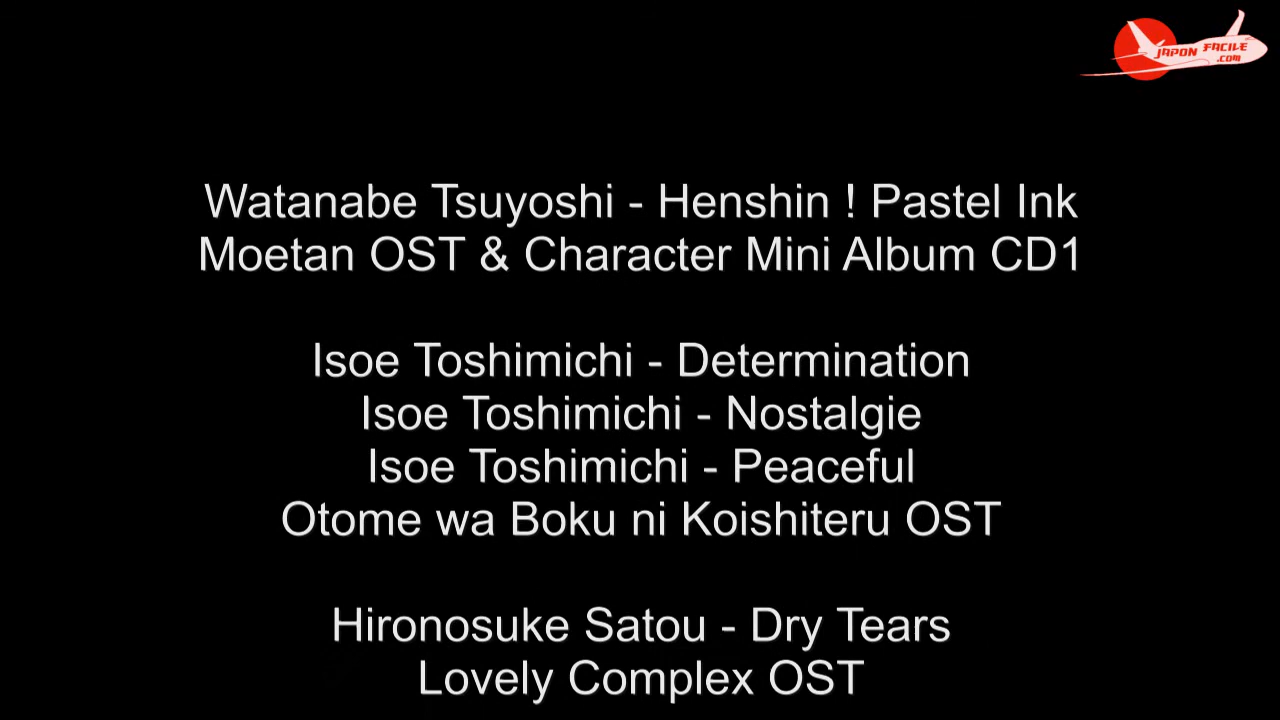 JAPON FACILE
.COM
Watanabe Tsuyoshi - Henshin ! Pastel Ink
Moetan OST & Character Mini Album CD1
Isoe Toshimichi - Determination
Isoe Toshimichi - Nostalgie
Isoe Toshimichi - Peaceful
Otome wa Boku ni Koishiteru OST
Hironosuke Satou - Dry Tears
Lovely Complex OST